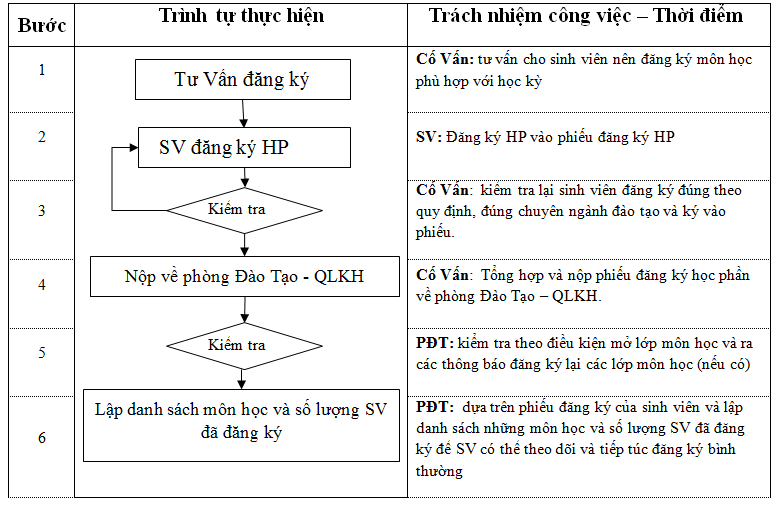 Bước
Trình tự thực hiện
Trách nhiệm công việc – Thời điểm
1
Tư Vấn đăng ký
Cố Vấn: tư vấn cho sinh viên nên đăng ký môn học
phù hợp với học kỳ
2
SV đăng ký HP
SV: Đăng ký HP vào phiếu đăng ký HP
3
Kiểm tra
Cố Vấn: kiểm tra lại sinh viên đăng ký đúng theo
quy định, đúng chuyên ngành đào tạo và ký vào
phiếu.
4
Nộp về phòng Đào Tạo - QLKH
Cố Vấn: Tổng hợp và nộp phiếu đăng ký học phần
về phòng Đào Tạo – QLKH.
5
Kiểm tra
PĐT: kiểm tra theo điều kiện mở lớp môn học và ra
các thông báo đăng ký lại các lớp môn học (nếu có)
6
Lập danh sách môn học và số lượng SV
đã đăng ký
PĐT: dựa trên phiếu đăng ký của sinh viên và lập
danh sách những môn học và số lượng SV đã đăng
ký để SV có thể theo dõi và tiếp túc đăng ký bình
thường